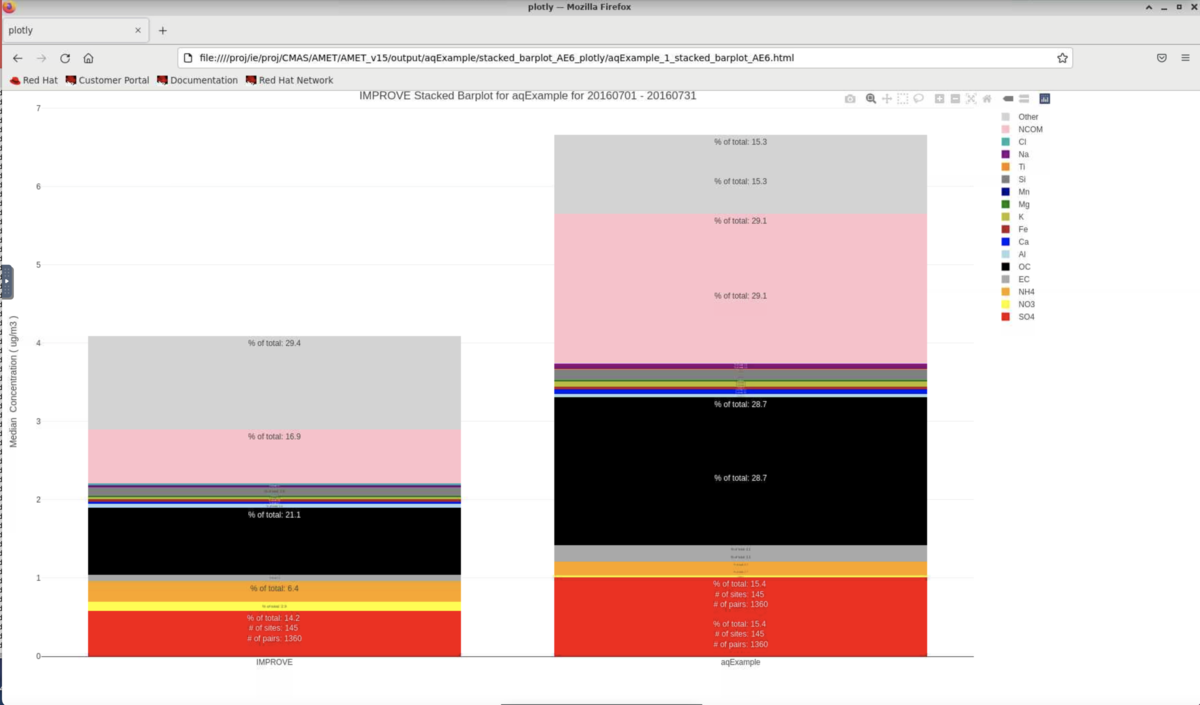 plotly — Mozilla Firefox
plotly
file:////proj/ie/proj/CMAS/AMET/AMET_v15/output/aqExample/stacked_barplot_AE6_plotly/aqExample_1_stacked_barplot_AE6.html
Red Hat Customer Portal Documentation Red Hat Network
IMPROVE Stacked Barplot for aqExample for 20160701 - 20160731
7
6
5
4
3
2
1
0
Median Concentration ( ug/m3 )
% of total: 29.4
% of total: 16.9
% of total: 21.1
% of total: 6.4
% of total: 14.2
# of sites: 145
# of pairs: 1360
IMPROVE
% of total: 15.3
% of total: 15.3
% of total: 29.1
% of total: 29.1
% of total: 28.7
% of total: 28.7
% of total: 15.4
# of sites: 145
# of pairs: 1360
% of total: 15.4
# of sites: 145
# of pairs: 1360
aqExample
Other
NCOM
Cl
Na
Ti
Si
Mn
Mg
K
Fe
Ca
Al
OC
EC
NH4
NO3
SO4